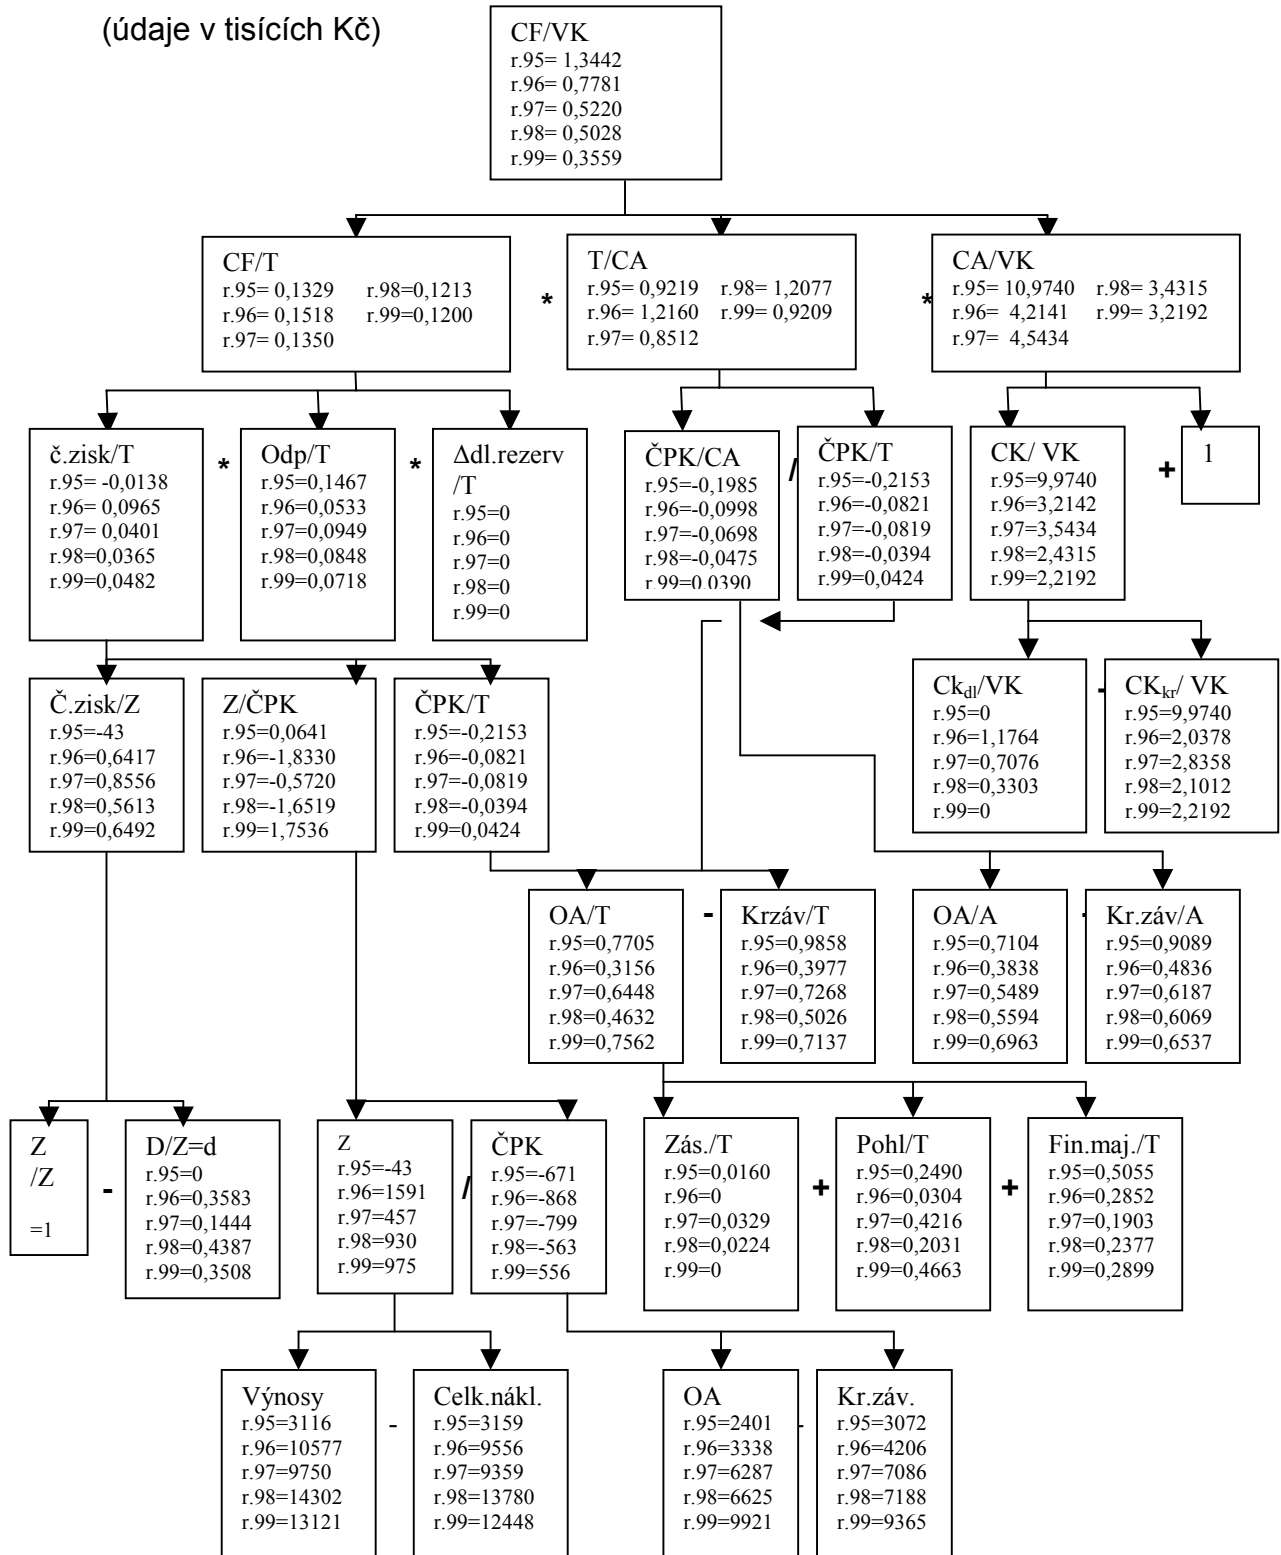 (údaje v tisících Kč)
CF/VK
r.95= 1,3442
r.96= 0,7781
r.97= 0,5220
r.98= 0,5028
r.99= 0,3559
CF/T
r.95= 0,1329 r.98=0,1213
r.96= 0,1518 r.99=0,1200
r.97= 0,1350
*
T/CA
r.95= 0,9219 r.98= 1,2077
r.96= 1,2160 r.99= 0,9209
r.97= 0,8512
*
CA/VK
r.95= 10,9740 r.98= 3,4315
r.96= 4,2141 r.99= 3,2192
r.97= 4,5434
č.zisk/T
r.95= -0,0138
r.96= 0,0965
r.97= 0,0401
r.98=0,0365
r.99=0,0482
*
Odp/T
r.95=0,1467
r.96=0,0533
r.97=0,0949
r.98=0,0848
r.99=0,0718
*
Δdl.rezerv
/T
r.95=0
r.96=0
r.97=0
r.98=0
r.99=0
ČPK/CA
r.95=-0,1985
r.96=-0,0998
r.97=-0,0698
r.98=-0,0475
r.99=0,0390
/
ČPK/T
r.95=-0,2153
r.96=-0,0821
r.97=-0,0819
r.98=-0,0394
r.99=0,0424
CK/ VK
r.95=9,9740
r.96=3,2142
r.97=3,5434
r.98=2,4315
r.99=2,2192
+
1
Č.zisk/Z
r.95=-43
r.96=0,6417
r.97=0,8556
r.98=0,5613
r.99=0,6492
Z/ČPK
r.95=0,0641
r.96=-1,8330
r.97=-0,5720
r.98=-1,6519
r.99=1,7536
ČPK/T
r.95=-0,2153
r.96=-0,0821
r.97=-0,0819
r.98=-0,0394
r.99=0,0424
Ckdl/VK
r.95=0
r.96=1,1764
r.97=0,7076
r.98=0,3303
r.99=0
-
CKkr/ VK
r.95=9,9740
r.96=2,0378
r.97=2,8358
r.98=2,1012
r.99=2,2192
OA/T
r.95=0,7705
r.96=0,3156
r.97=0,6448
r.98=0,4632
r.99=0,7562
-
Krzáv/T
r.95=0,9858
r.96=0,3977
r.97=0,7268
r.98=0,5026
r.99=0,7137
OA/A
r.95=0,7104
r.96=0,3838
r.97=0,5489
r.98=0,5594
r.99=0,6963
-
Kr.záv/A
r.95=0,9089
r.96=0,4836
r.97=0,6187
r.98=0,6069
r.99=0,6537
Z
/Z
=1
-
D/Z=d
r.95=0
r.96=0,3583
r.97=0,1444
r.98=0,4387
r.99=0,3508
Z
r.95=-43
r.96=1591
r.97=457
r.98=930
r.99=975
/
ČPK
r.95=-671
r.96=-868
r.97=-799
r.98=-563
r.99=556
Zás./T
r.95=0,0160
r.96=0
r.97=0,0329
r.98=0,0224
r.99=0
+
Pohl/T
r.95=0,2490
r.96=0,0304
r.97=0,4216
r.98=0,2031
r.99=0,4663
+
Fin.maj./T
r.95=0,5055
r.96=0,2852
r.97=0,1903
r.98=0,2377
r.99=0,2899
Výnosy
r.95=3116
r.96=10577
r.97=9750
r.98=14302
r.99=13121
-
Celk.nákl.
r.95=3159
r.96=9556
r.97=9359
r.98=13780
r.99=12448
OA
r.95=2401
r.96=3338
r.97=6287
r.98=6625
r.99=9921
-
Kr.záv.
r.95=3072
r.96=4206
r.97=7086
r.98=7188
r.99=9365